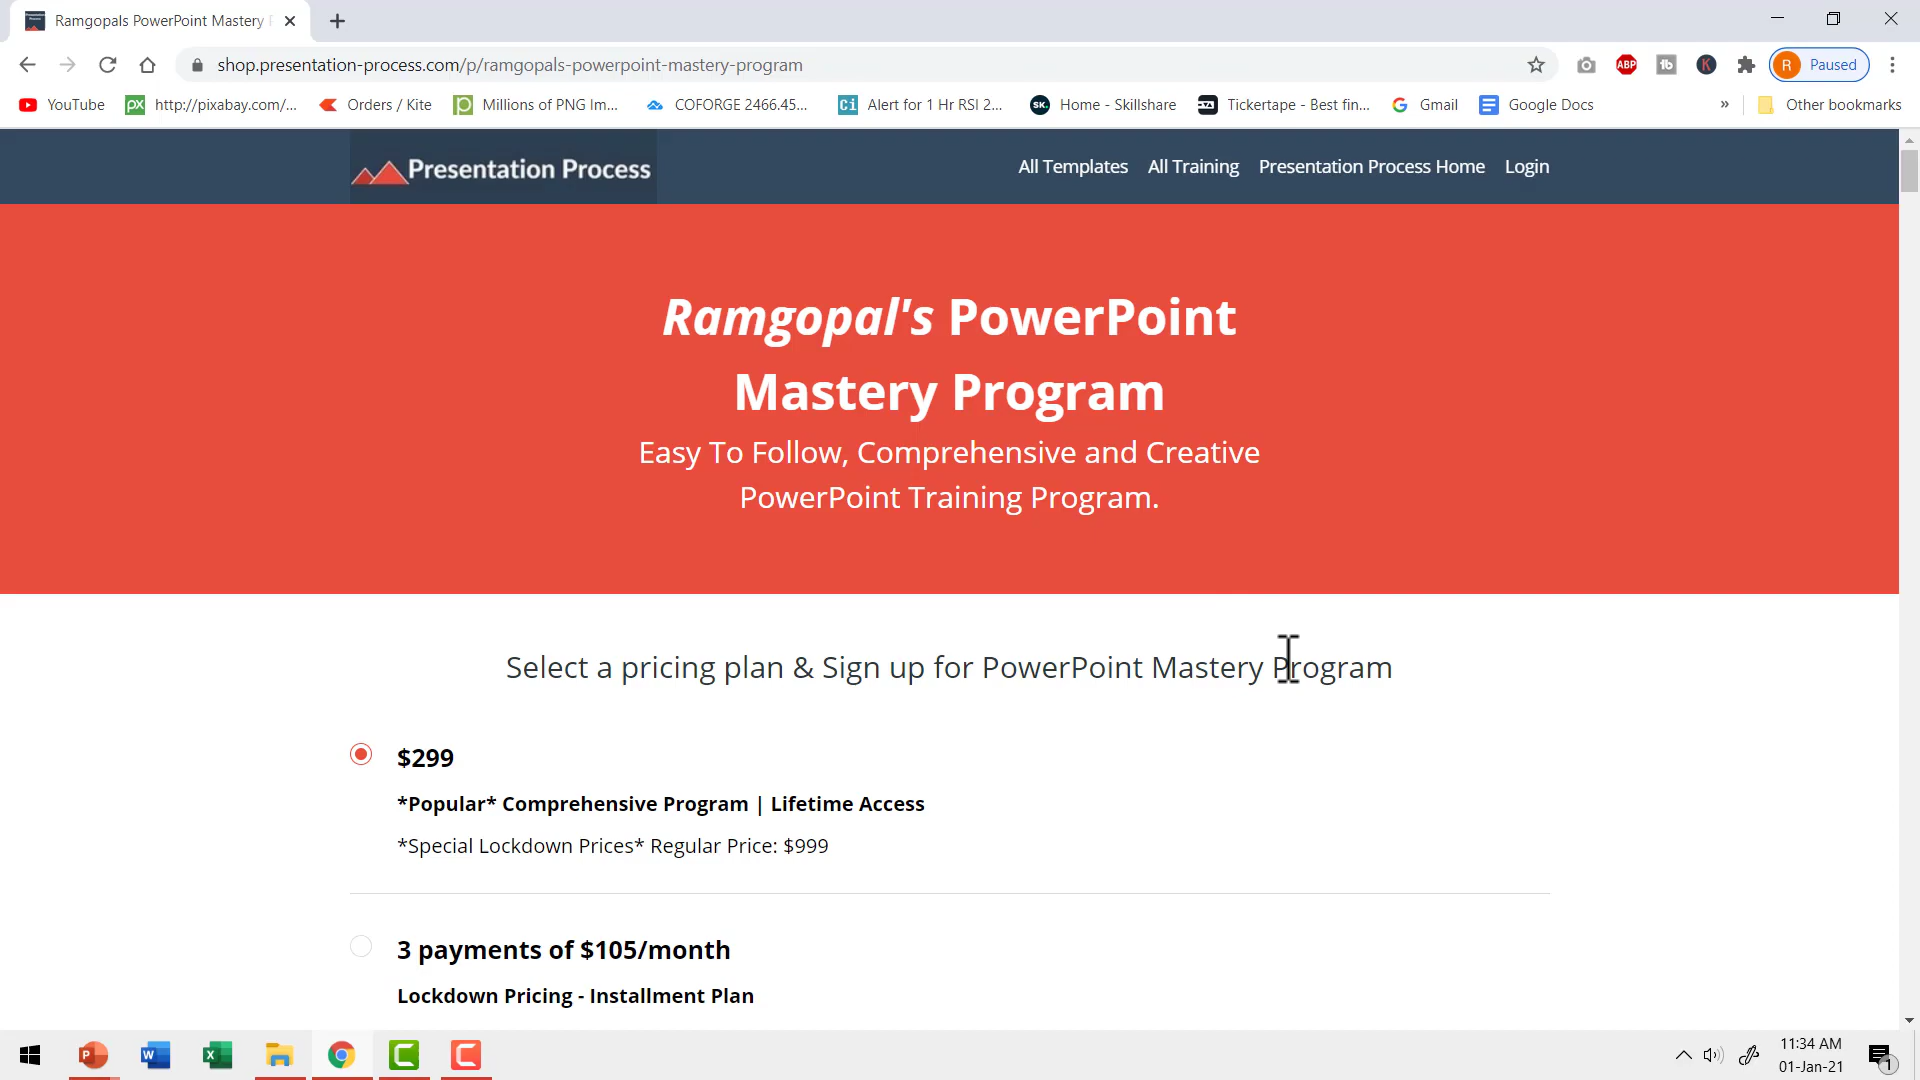 Ramgopals PowerPoint Mastery
shop.presentation-process.com/p/ramgopals-powerpoint-mastery-program
ABP
R
Paused
YouTube
px
http://pixabay.com/...
Orders / Kite
Millions of PNG Im...
COFORGE 2466.45...
Ci
Alert for 1 Hr RSI 2...
SK.
Home - Skillshare
Tickertape - Best fin...
Gmail
Google Docs
»
Other bookmarks
Presentation Process
All Templates
All Training
Presentation Process Home
Login
Ramgopal's PowerPoint
Mastery Program
Easy To Follow, Comprehensive and Creative
PowerPoint Training Program.
Select a pricing plan & Sign up for PowerPoint Mastery Program
$299
*Popular* Comprehensive Program | Lifetime Access
*Special Lockdown Prices* Regular Price: $999
3 payments of $105/month
Lockdown Pricing - Installment Plan
11:34 AM
01-Jan-21
1